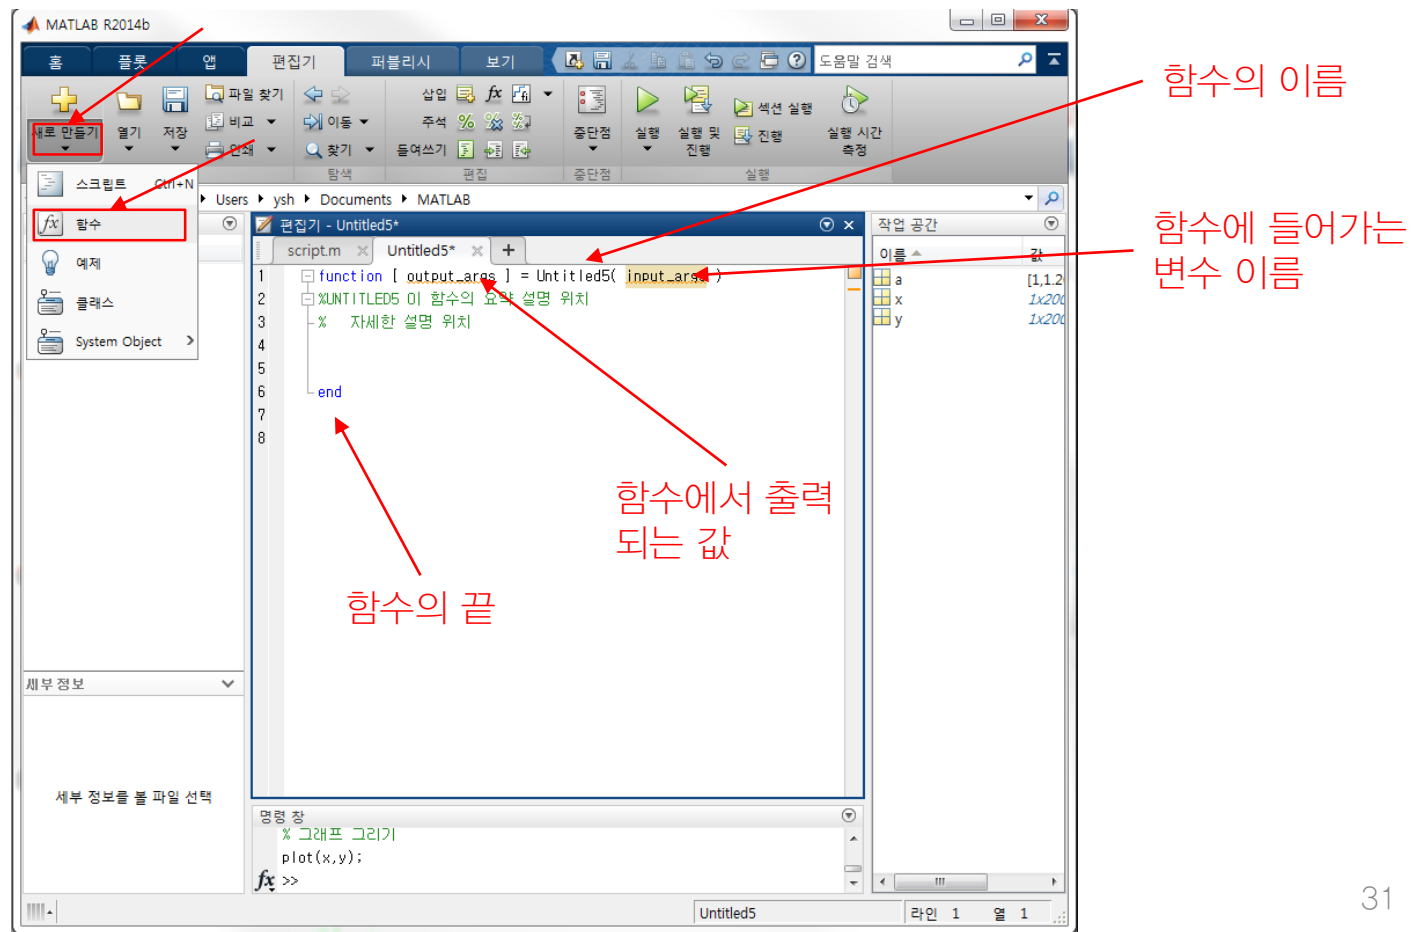 MATLAB R2014b
홈 플롯 앱 편집기 퍼블리시 보기 도움말 검색
새로 만들기 열기 저장
파일 찾기
비교
인쇄
이동
찾기
탐색
삽입 fx
주석
들여쓰기
편집
중단점
중단점
실행
실행 및
진행
섹션 실행
진행
실행 시간
측정
실행
스크립트 Ctrl+N
함수
예제
클래스
System Object
Users ysh Documents MATLAB
편집기 - Untitled5*
script.m Untitled5* +
1 function [ output_args ] = Untitled5( input_args )
2 %UNTITLED5 이 함수의 요약 설명 위치
3 % 자세한 설명 위치
4
5
6 end
7
8
작업 공간
이름 값
a [1,1.2
x 1x200
y 1x200
함수의 이름
함수에 들어가는
변수 이름
함수에서 출력
되는 값
함수의 끝
세부 정보
세부 정보를 볼 파일 선택
명령 창
% 그래프 그리기
plot(x,y);
fx >>
Untitled5 라인 1 열 1
31